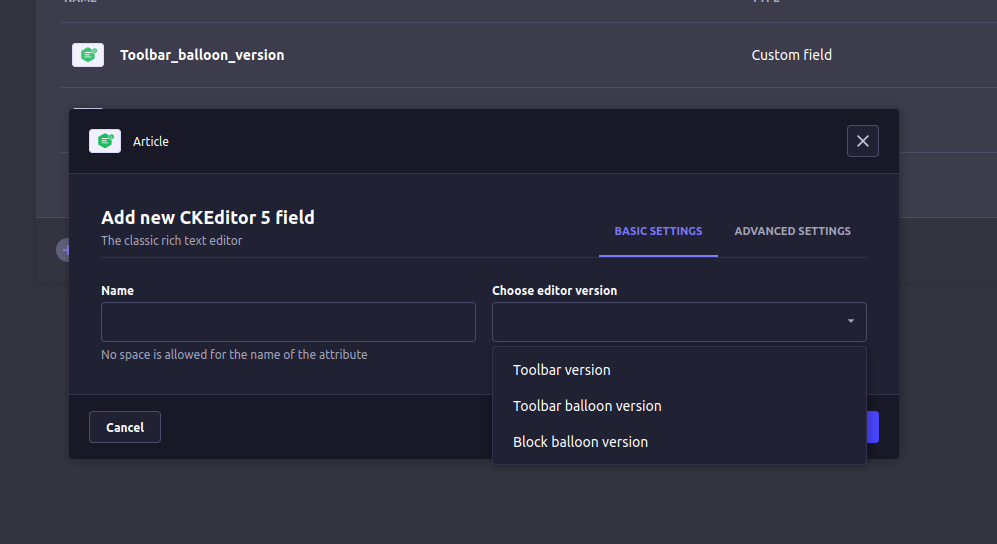 NAME TYPE
Toolbar_balloon_version Custom field
Article
Add new CKEditor 5 field
The classic rich text editor
BASIC SETTINGS ADVANCED SETTINGS
Name
No space is allowed for the name of the attribute
Choose editor version
Toolbar version
Toolbar balloon version
Block balloon version
Cancel